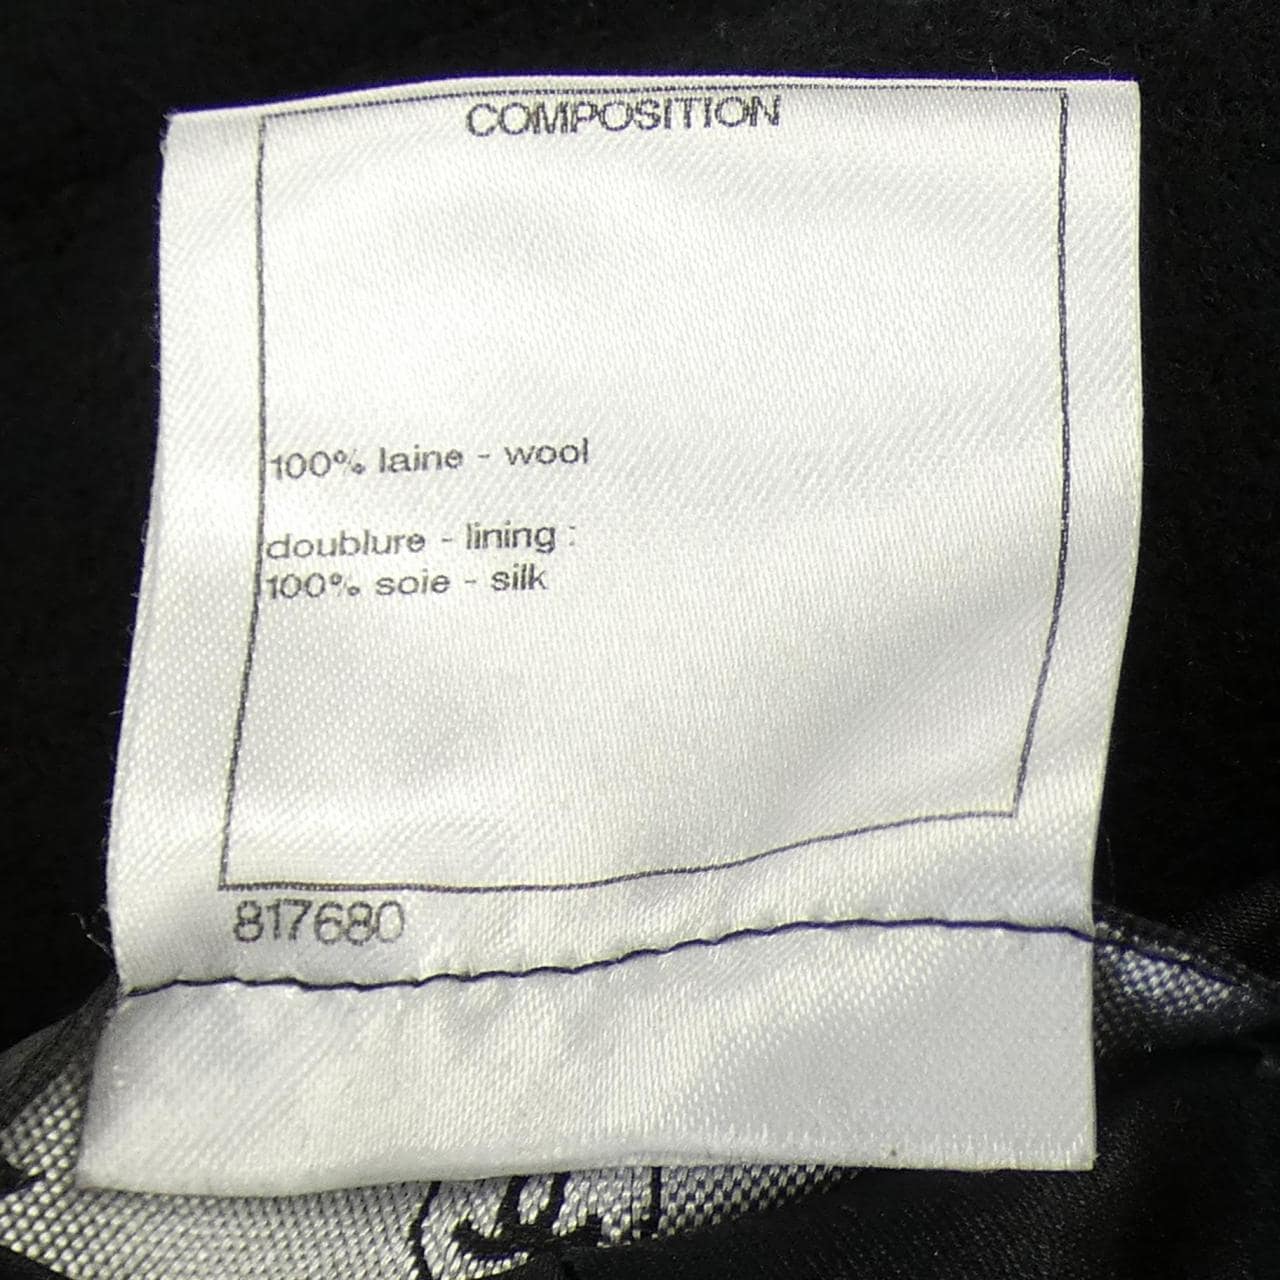 COMPOSITION
100% laine - wool
doublure - lining :
100% soie - silk
817680